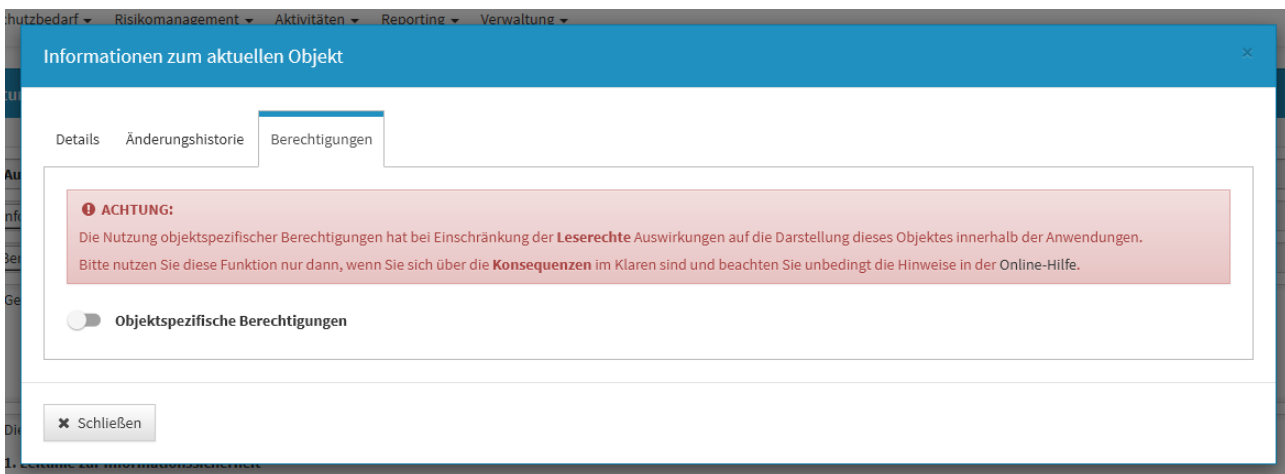 Risikomanagement Aktivitäten Reporting Verwaltung
Informationen zum aktuellen Objekt
Details Änderungshistorie Berechtigungen
ACHTUNG:
Die Nutzung objektspezifischer Berechtigungen hat bei Einschränkung der Leserechte Auswirkungen auf die Darstellung dieses Objektes innerhalb der Anwendungen.
Bitte nutzen Sie diese Funktion nur dann, wenn Sie sich über die Konsequenzen im Klaren sind und beachten Sie unbedingt die Hinweise in der Online-Hilfe.
Objektspezifische Berechtigungen
Schließen